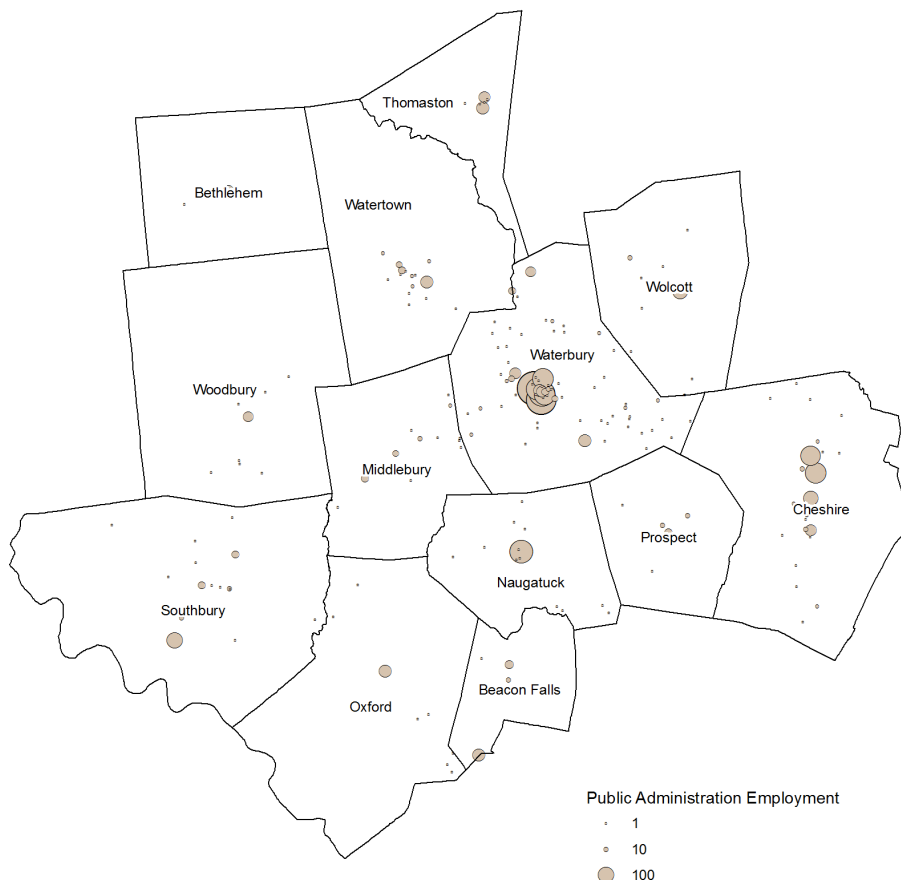 Thomaston
Bethlehem
Watertown
Wolcott
Waterbury
Woodbury
Middlebury
Cheshire
Prospect
Naugatuck
Southbury
Beacon Falls
Oxford
Public Administration Employment
1
10
100